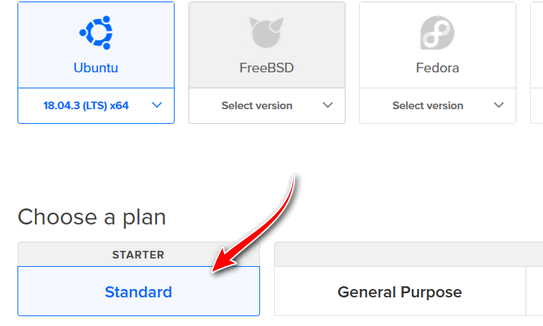 Ubuntu
FreeBSD
Fedora
18.04.3 (LTS) x64
Select version
Select version
Choose a plan
STARTER
Standard
General Purpose